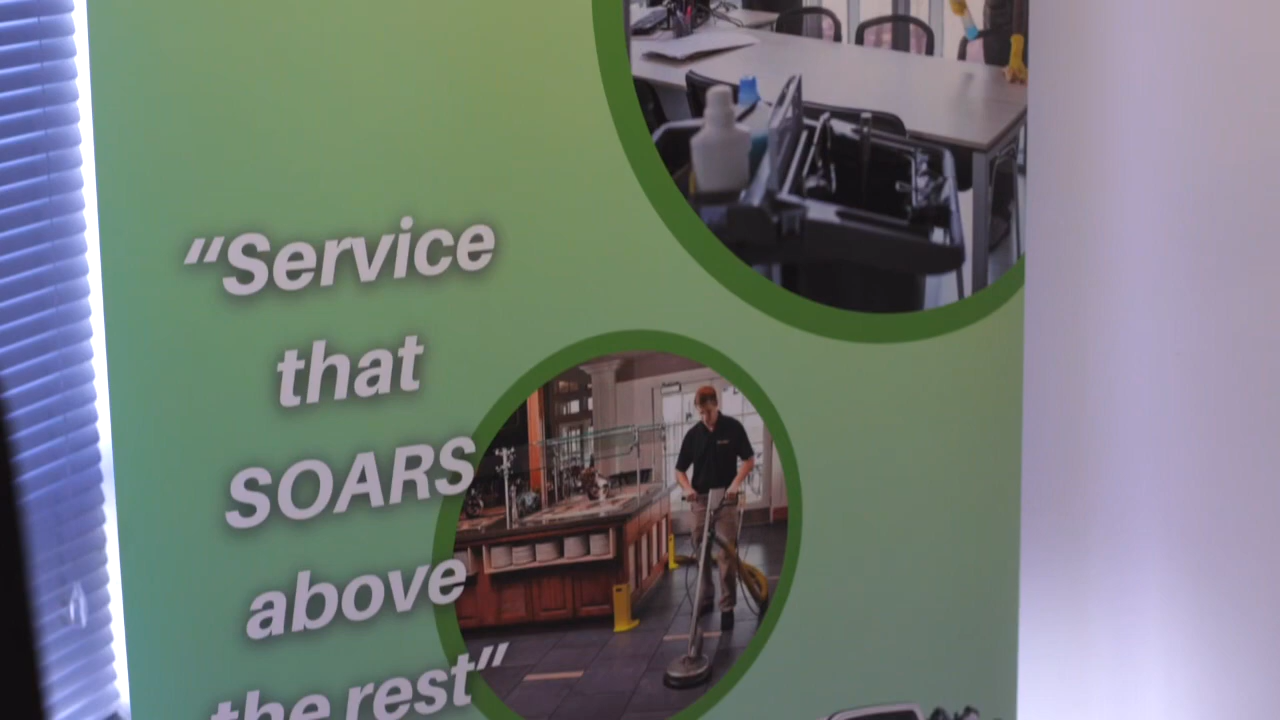 “Service
that
SOARS
above
the rest”